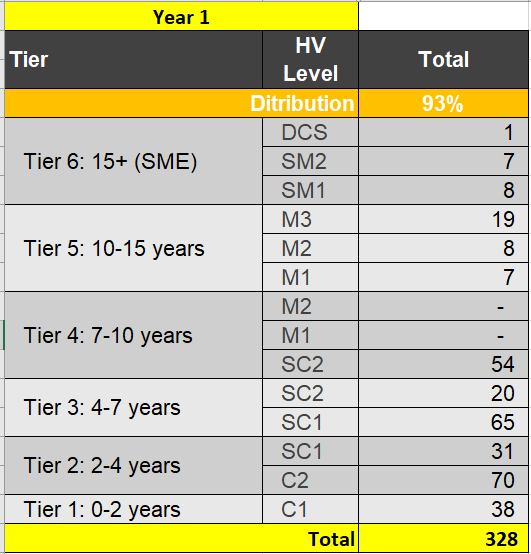 Year 1
Tier HV Level Total
Ditribution 93%
Tier 6: 15+ (SME) DCS 1
SM2 7
SM1 8
Tier 5: 10-15 years M3 19
M2 8
M1 7
Tier 4: 7-10 years M2 -
M1 -
SC2 54
Tier 3: 4-7 years SC2 20
SC1 65
Tier 2: 2-4 years SC1 31
C2 70
Tier 1: 0-2 years C1 38
Total 328